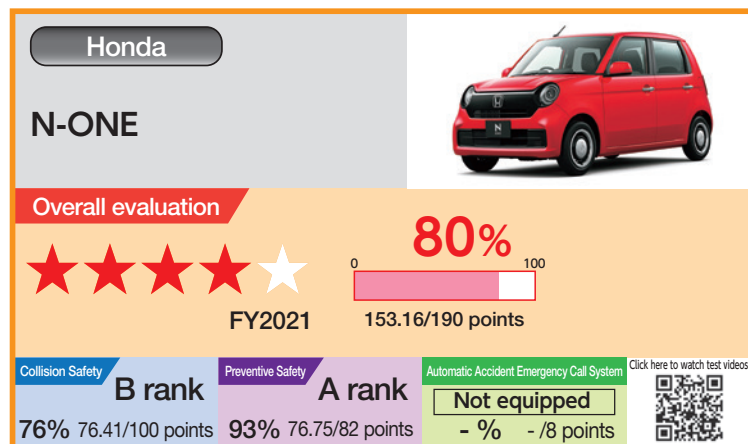 Honda
N-ONE
Overall evaluation
80%
0 100
FY2021
153.16/190 points
Collision Safety
B rank
76% 76.41/100 points
Preventive Safety
A rank
93% 76.75/82 points
Automatic Accident Emergency Call System
Not equipped
- % - /8 points
Click here to watch test videos